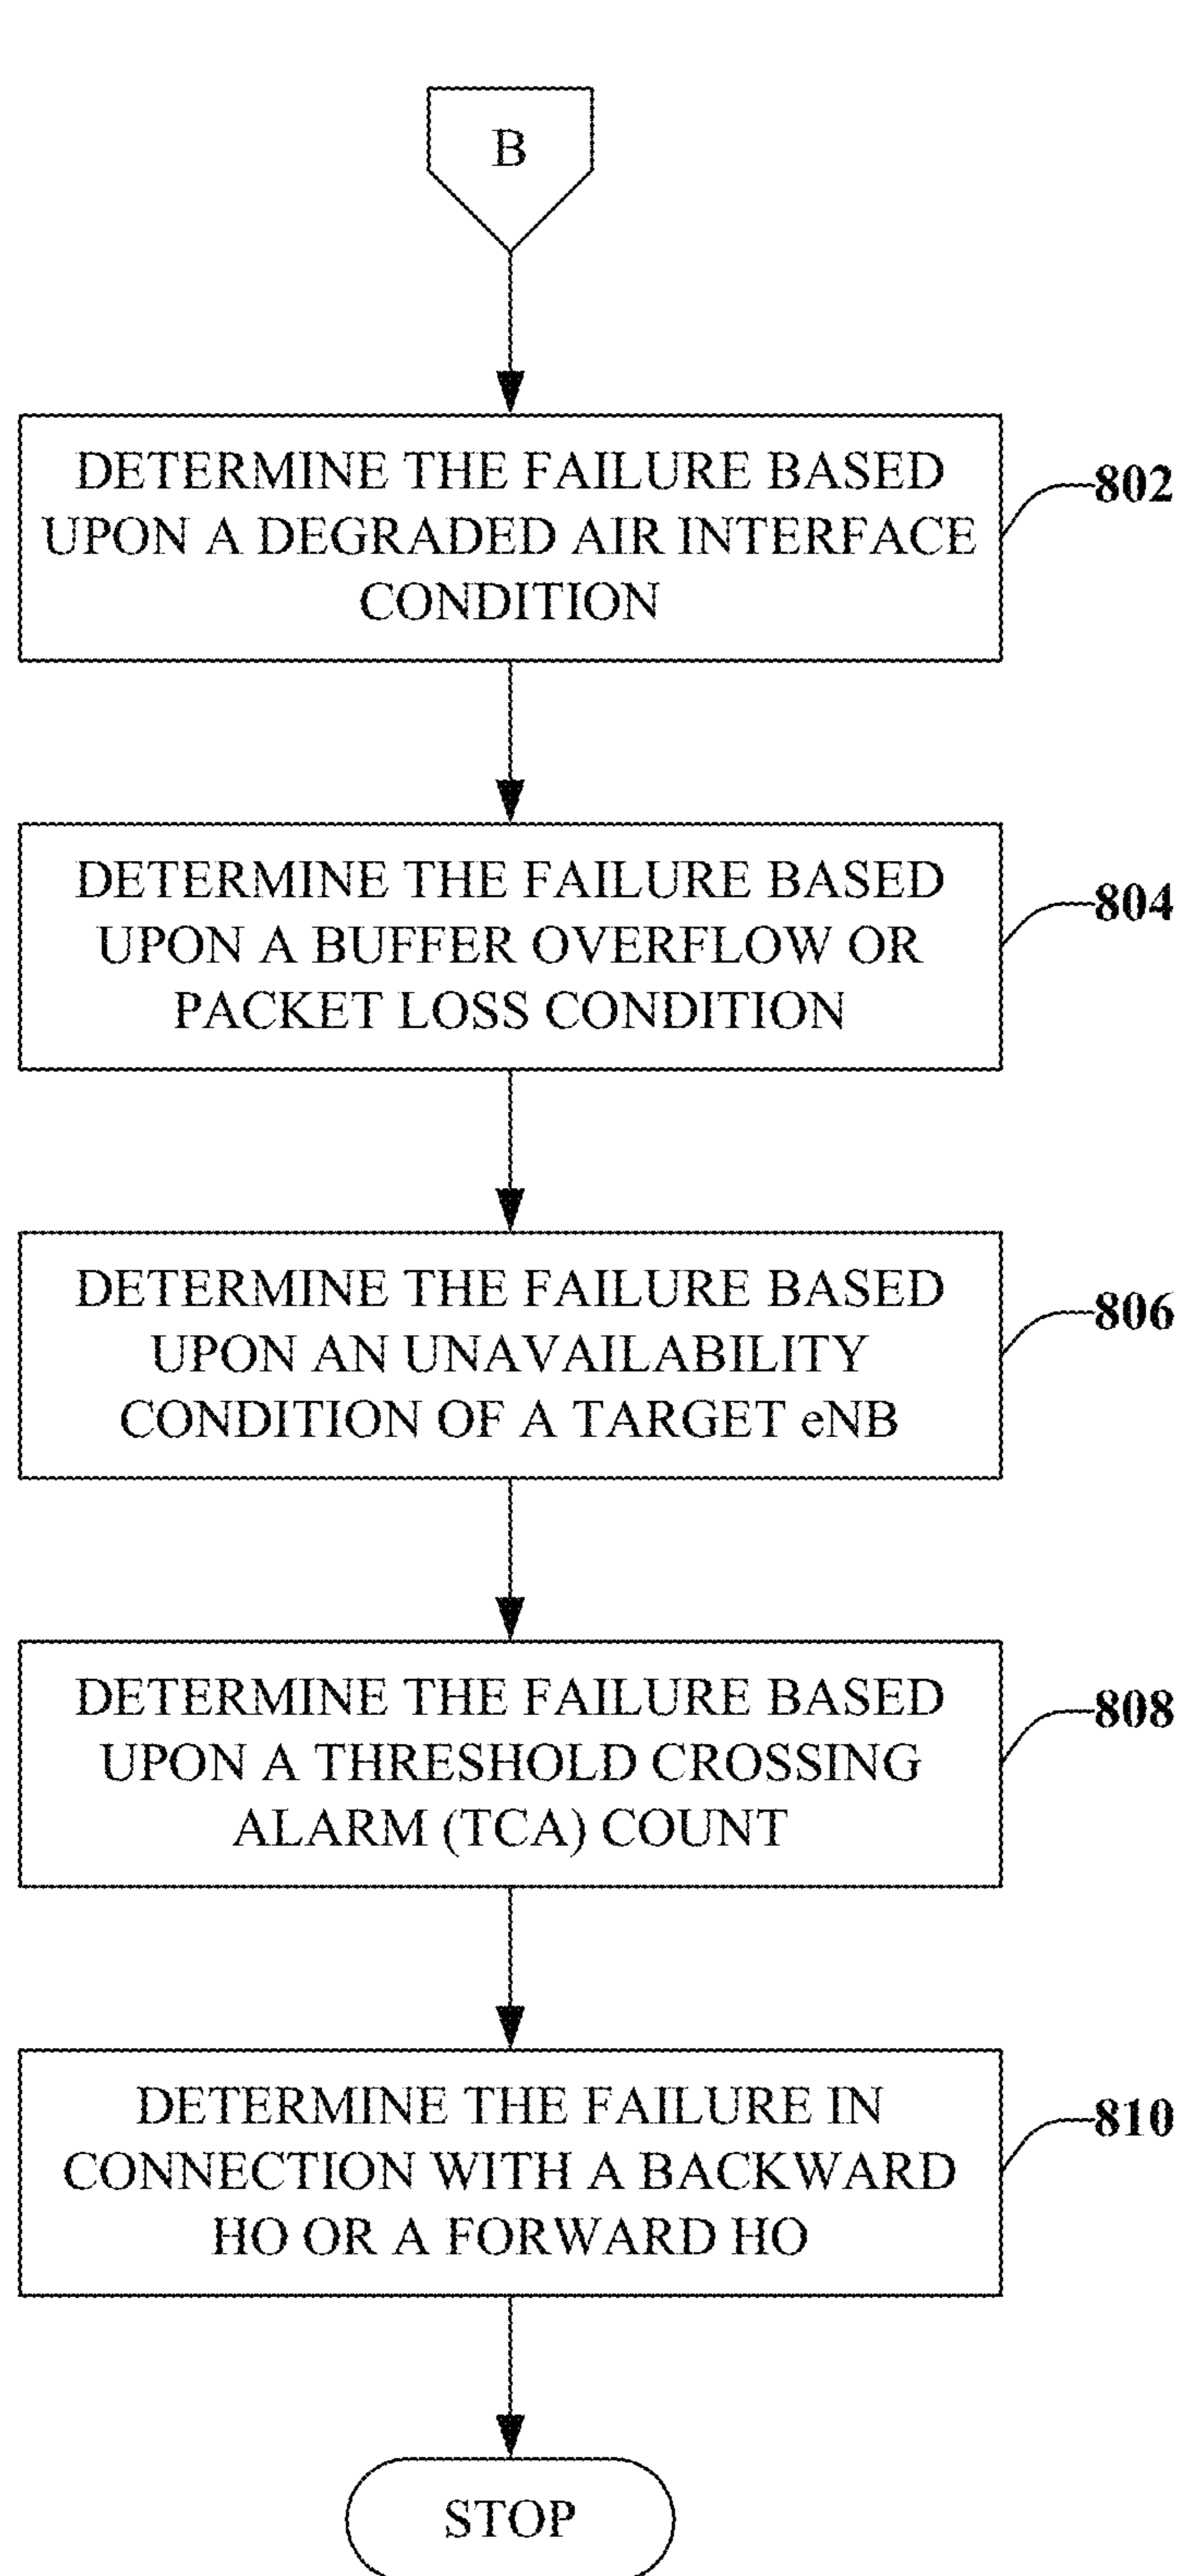 B
DETERMINE THE FAILURE BASED
UPON A DEGRADED AIR INTERFACE
CONDITION
802
DETERMINE THE FAILURE BASED
UPON A BUFFER OVERFLOW OR
PACKET LOSS CONDITION
804
DETERMINE THE FAILURE BASED
UPON AN UNAVAILABILITY
CONDITION OF A TARGET eNB
806
DETERMINE THE FAILURE BASED
UPON A THRESHOLD CROSSING
ALARM (TCA) COUNT
808
DETERMINE THE FAILURE IN
CONNECTION WITH A BACKWARD
HO OR A FORWARD HO
810
STOP